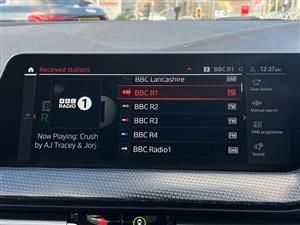 Received stations
BBC R1
12:37pm
BBC Lancashire
DAB
BBC R1
FM
BBC R2
FM
BBC R3
FM
BBC R4
FM
BBC Radio1
DAB
BBC
RADIO 1
Now Playing: Crush
by AJ Tracey & Jorj.
Save station
Manual search
DAB programme
Sound